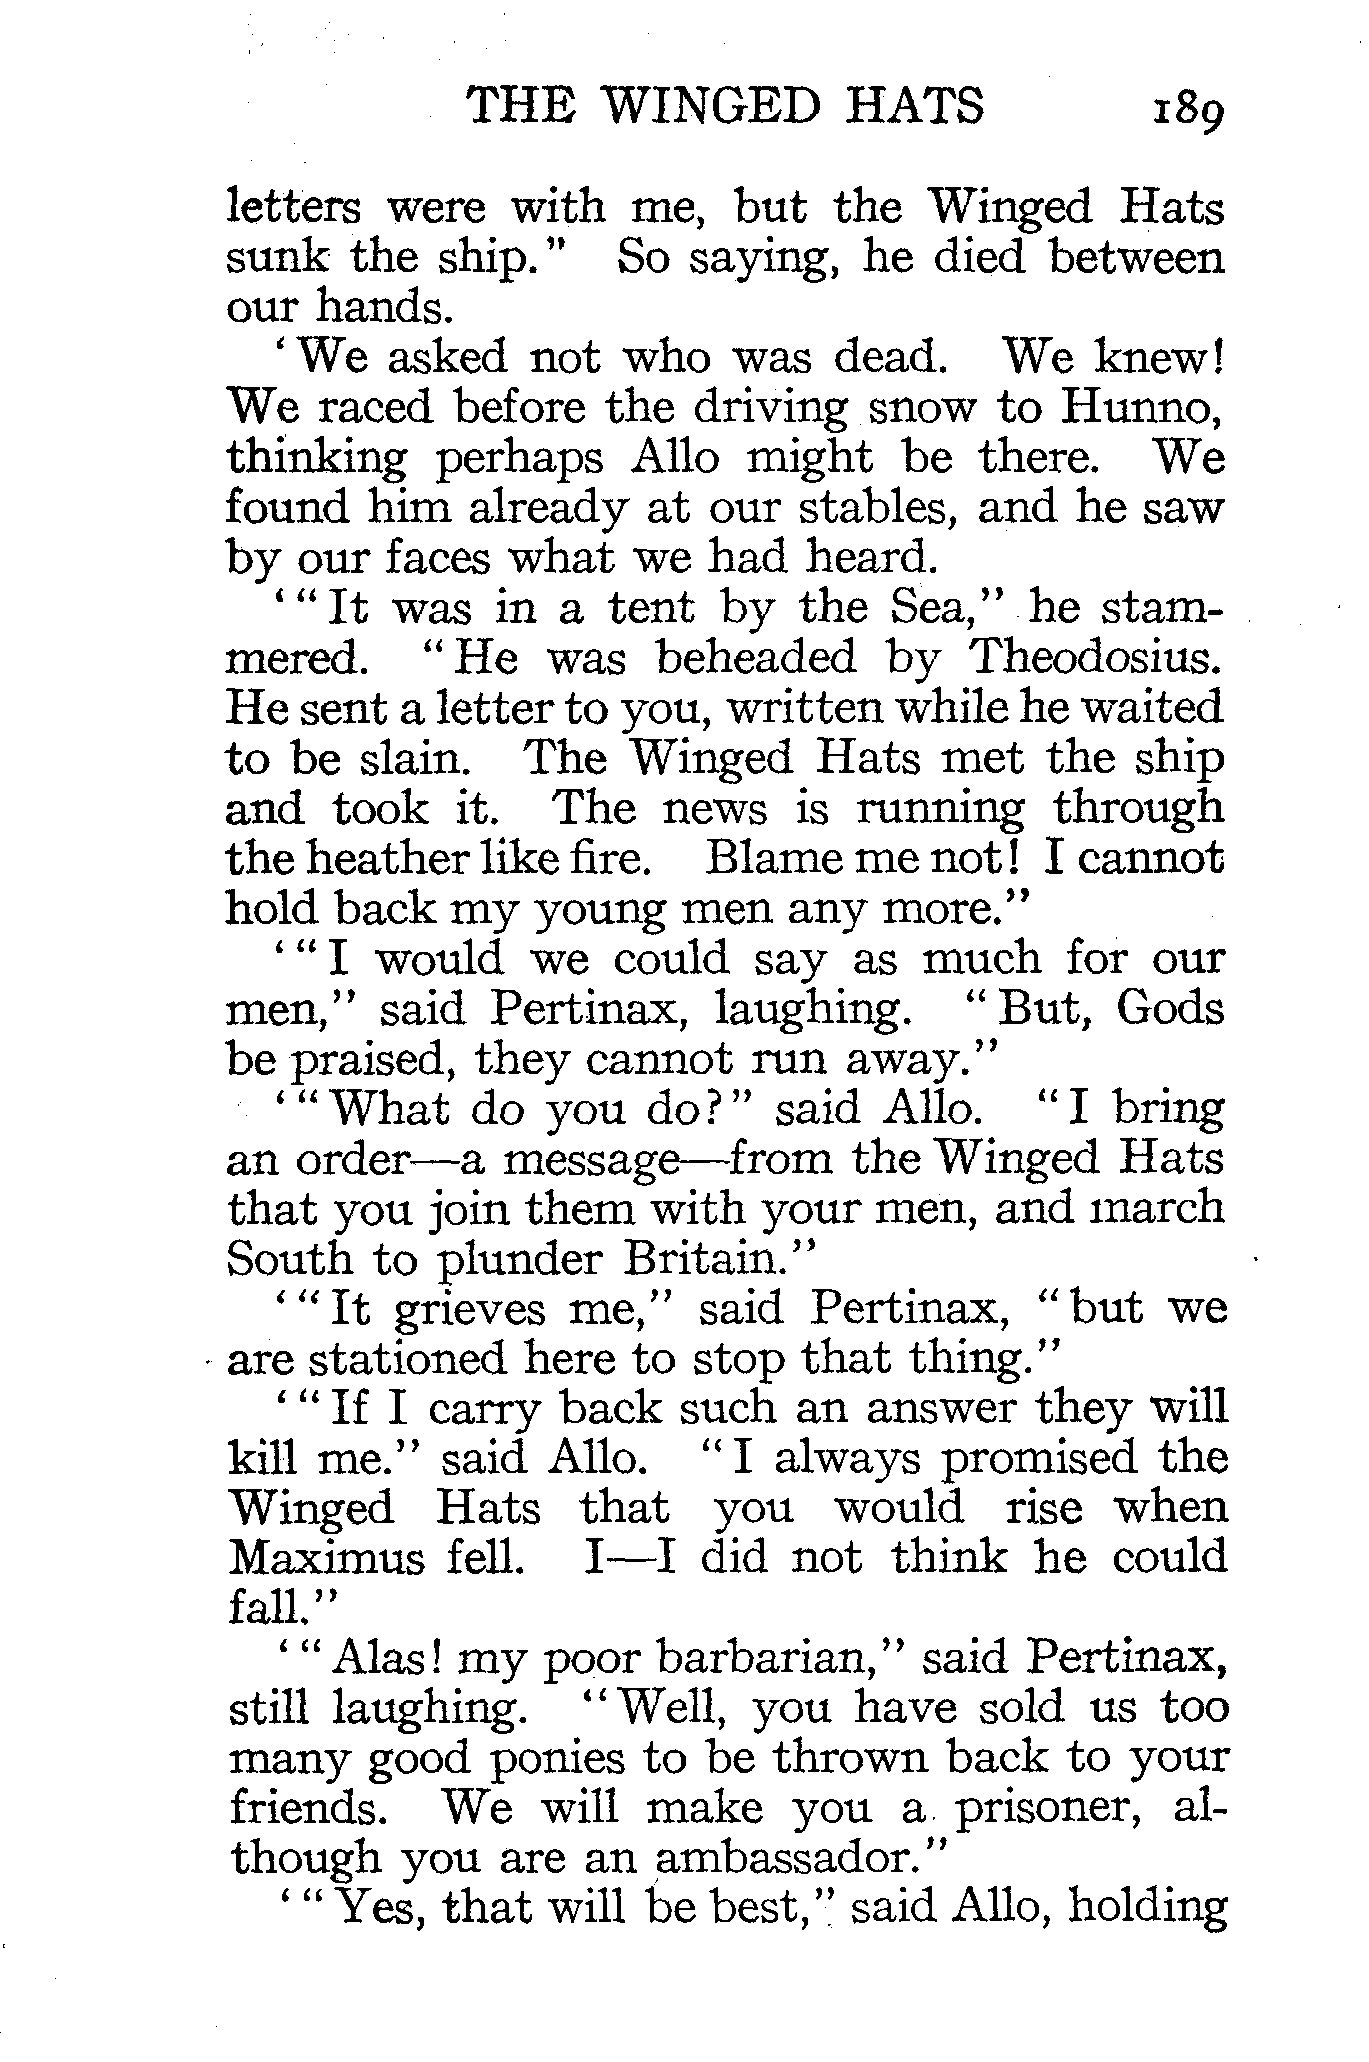 THE WINGED HATS 189
letters were with me, but the Winged Hats
sunk the ship." So saying, he died between
our hands.
'We asked not who was dead. We knew!
We raced before the driving snow to Hunno,
thinking perhaps Allo might be there. We
found him already at our stables, and he saw
by our faces what we had heard.
'"It was in a tent by the Sea," he stam-
mered. "He was beheaded by Theodosius.
He sent a letter to you, written while he waited
to be slain. The Winged Hats met the ship
and took it. The news is running through
the heather like fire. Blame me not! I cannot
hold back my young men any more."
'"I would we could say as much for our
men," said Pertinax, laughing. "But, Gods
be praised, they cannot run away."
'"What do you do?" said Allo. "I bring
an order—a message—from the Winged Hats
that you join them with your men, and march
South to plunder Britain."
'"It grieves me," said Pertinax, "but we
are stationed here to stop that thing."
'"If I carry back such an answer they will
kill me." said Allo. "I always promised the
Winged Hats that you would rise when
Maximus fell. I—I did not think he could
fall."
'"Alas! my poor barbarian," said Pertinax,
still laughing. "Well, you have sold us too
many good ponies to be thrown back to your
friends. We will make you a prisoner, al-
though you are an ambassador."
'"Yes, that will be best," said Allo, holding